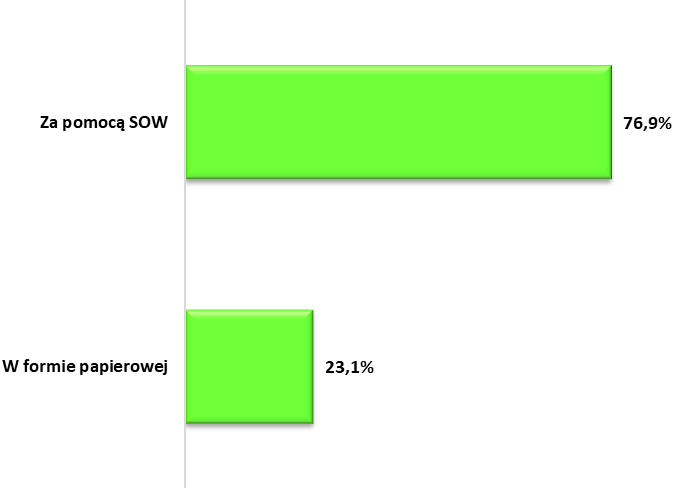 Za pomocą SOW
76,9%
W formie papierowej
23,1%